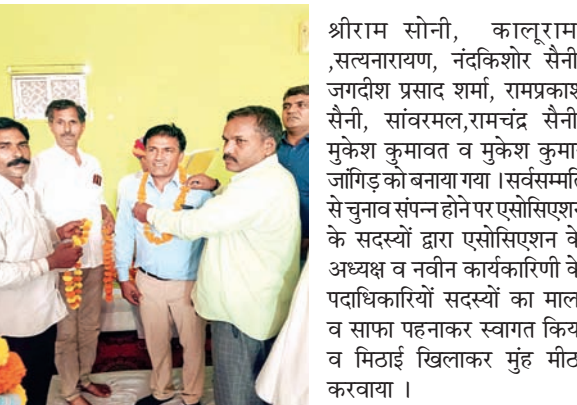 श्रीराम सोनी, कालूराम
,सत्यनारायण, नंदकिशोर सैनी
जगदीश प्रसाद शर्मा, रामप्रकाश
सैनी, सांवरमल,रामचंद्र सैनी
मुकेश कुमावत व मुकेश कुमार
जांगिड़ को बनाया गया ।सर्वसम्मति
से चुनाव संपन्न होने पर एसोसिएशन
के सदस्यों द्वारा एसोसिएशन के
अध्यक्ष व नवीन कार्यकारिणी के
पदाधिकारियों सदस्यों का माला
व साफा पहनाकर स्वागत किया
व मिठाई खिलाकर मुंह मीठा
करवाया ।